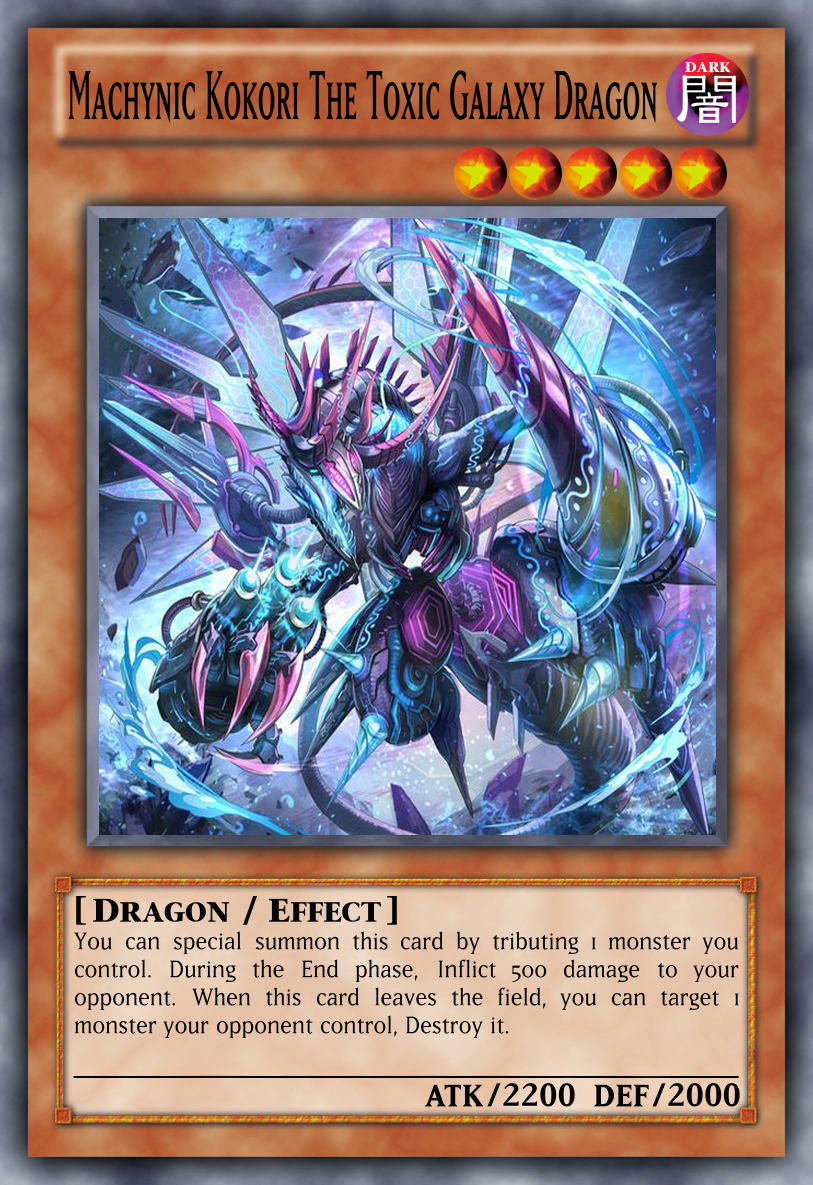 Machynic Kokori The Toxic Galaxy Dragon
DARK
闇
[ Dragon / Effect ]
You can special summon this card by tributing 1 monster you
control. During the End phase, Inflict 500 damage to your
opponent. When this card leaves the field, you can target 1
monster your opponent control, Destroy it.
ATK/2200 DEF/2000